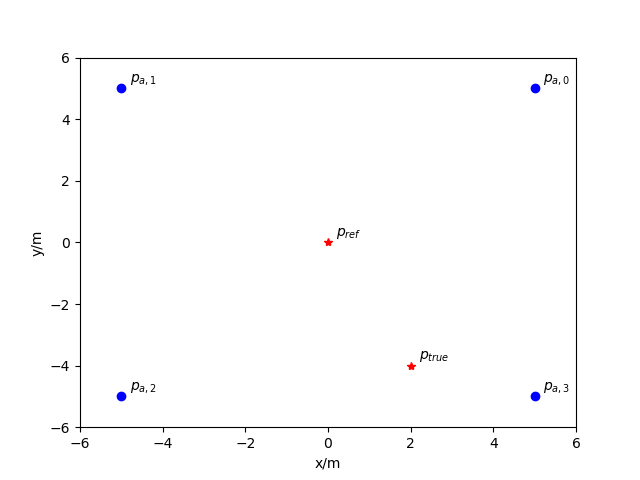 6
4
2
0
−2
−4
−6
y/m
p_{a,1}
p_{a,0}
p_{ref}
p_{true}
p_{a,2}
p_{a,3}
−6 −4 −2 0 2 4 6
x/m